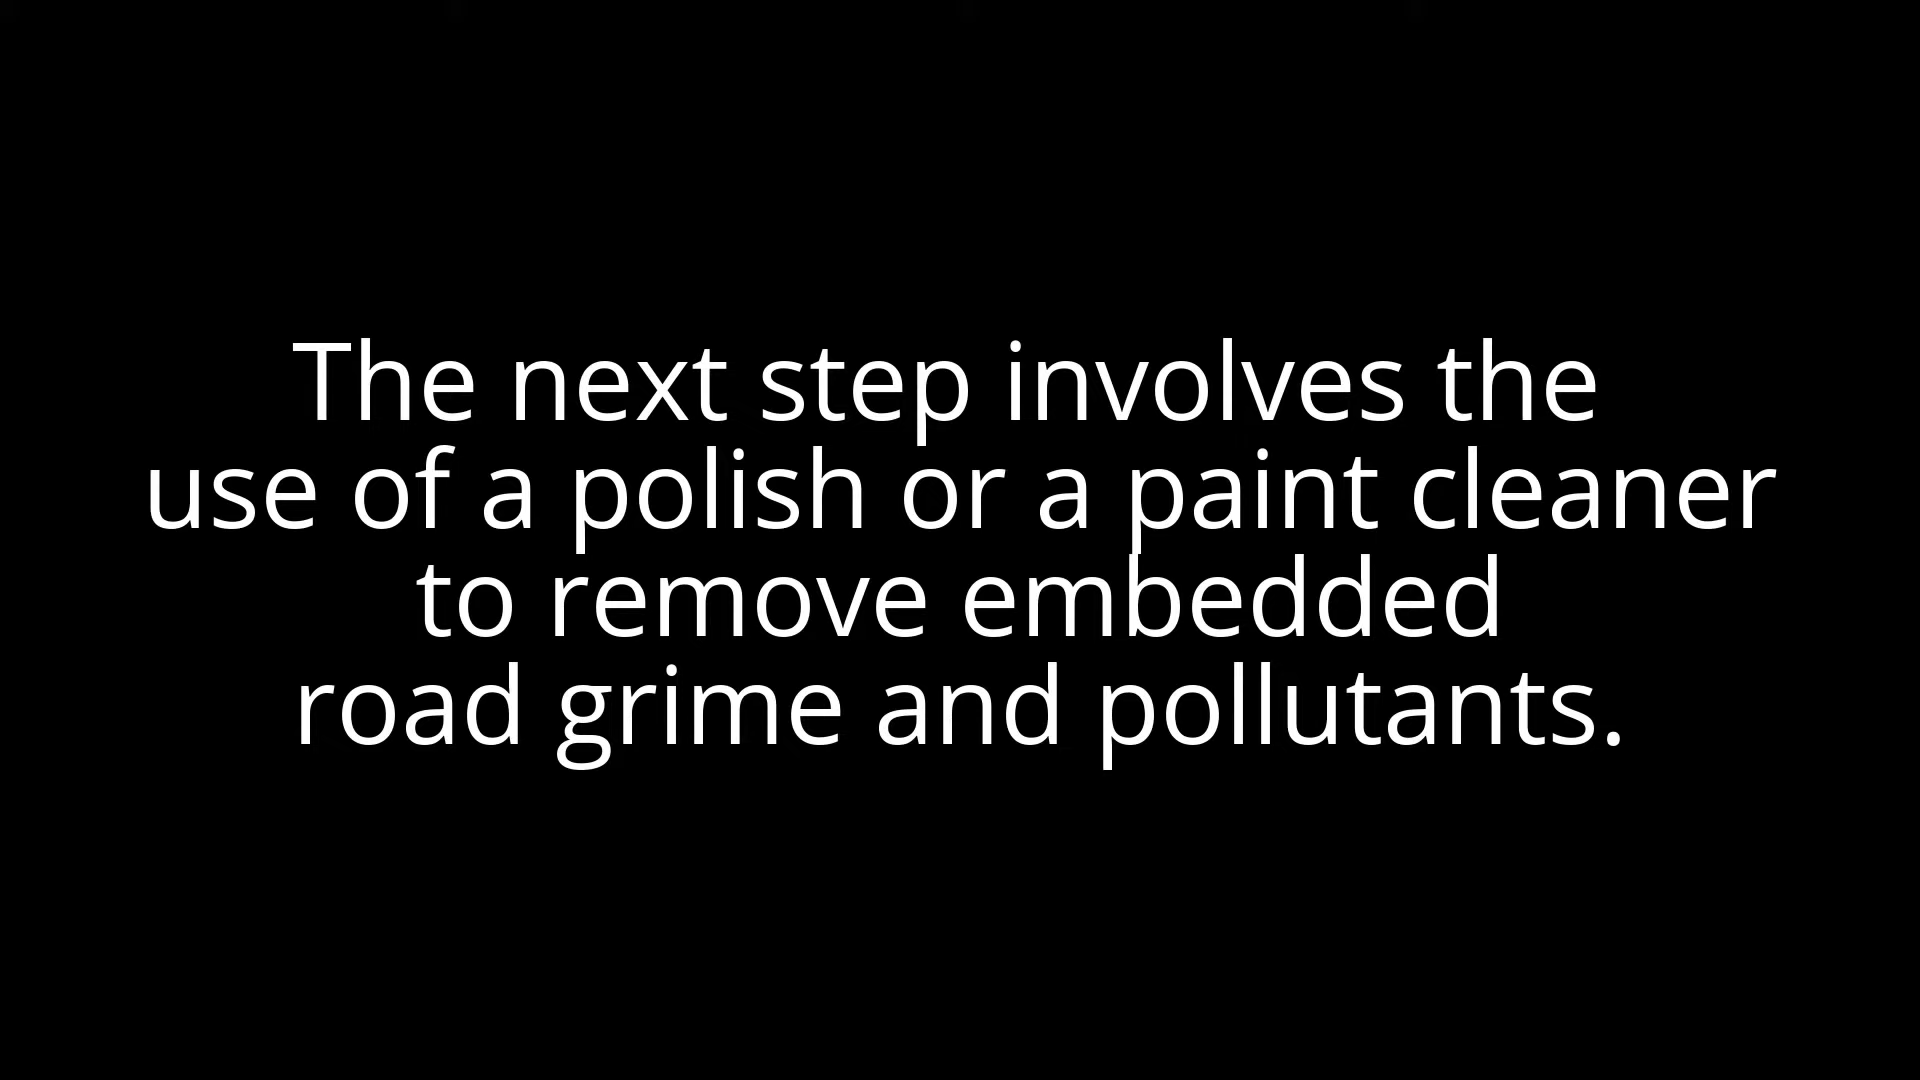 The next step involves the
use of a polish or a paint cleaner
to remove embedded
road grime and pollutants.